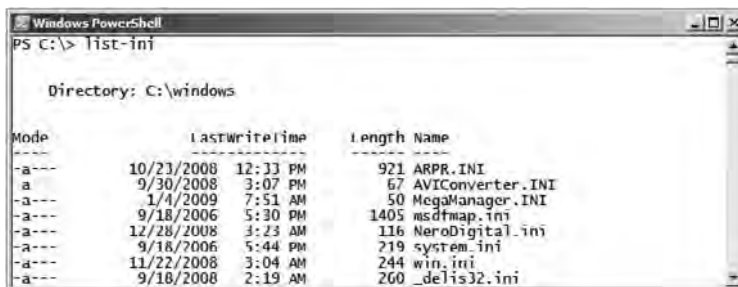 Windows PowerShell
PS C:\> list-ini
Directory: C:\windows
Mode LastWriteTime Length Name
---- ------------- ------ ----
-a--- 10/23/2008 12:33 PM 921 ARPR.INI
-a--- 9/30/2008 3:07 PM 67 AVIConverter.INI
-a--- 1/4/2009 7:51 AM 50 MegaManager.INI
-a--- 9/18/2006 5:30 PM 1405 msdfmap.ini
-a--- 12/28/2008 3:23 AM 116 NeroDigital.ini
-a--- 9/18/2006 5:44 PM 219 system.ini
-a--- 11/22/2008 3:04 AM 244 win.ini
-a--- 9/18/2008 2:19 AM 260 _delis32.ini